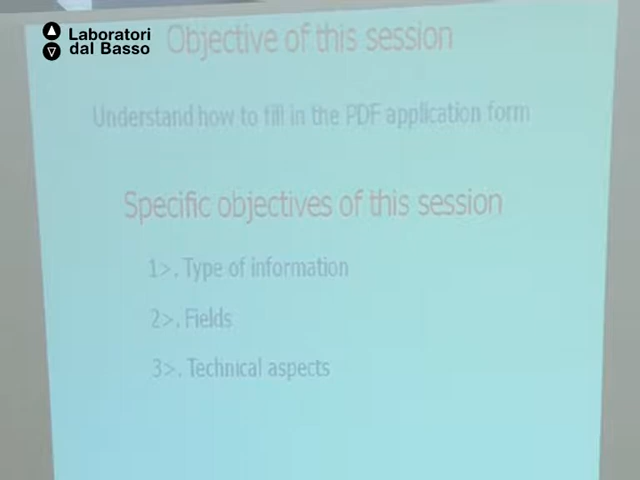 Laboratori
dal Basso
Objective of this session
Understand how to fill in the PDF application form
Specific objectives of this session
1>. Type of information
2>. Fields
3>. Technical aspects